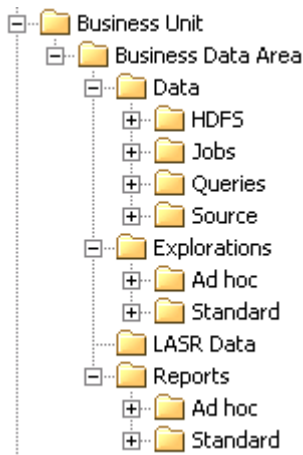 Business Unit
Business Data Area
Data
HDFS
Jobs
Queries
Source
Explorations
Ad hoc
Standard
LASR Data
Reports
Ad hoc
Standard